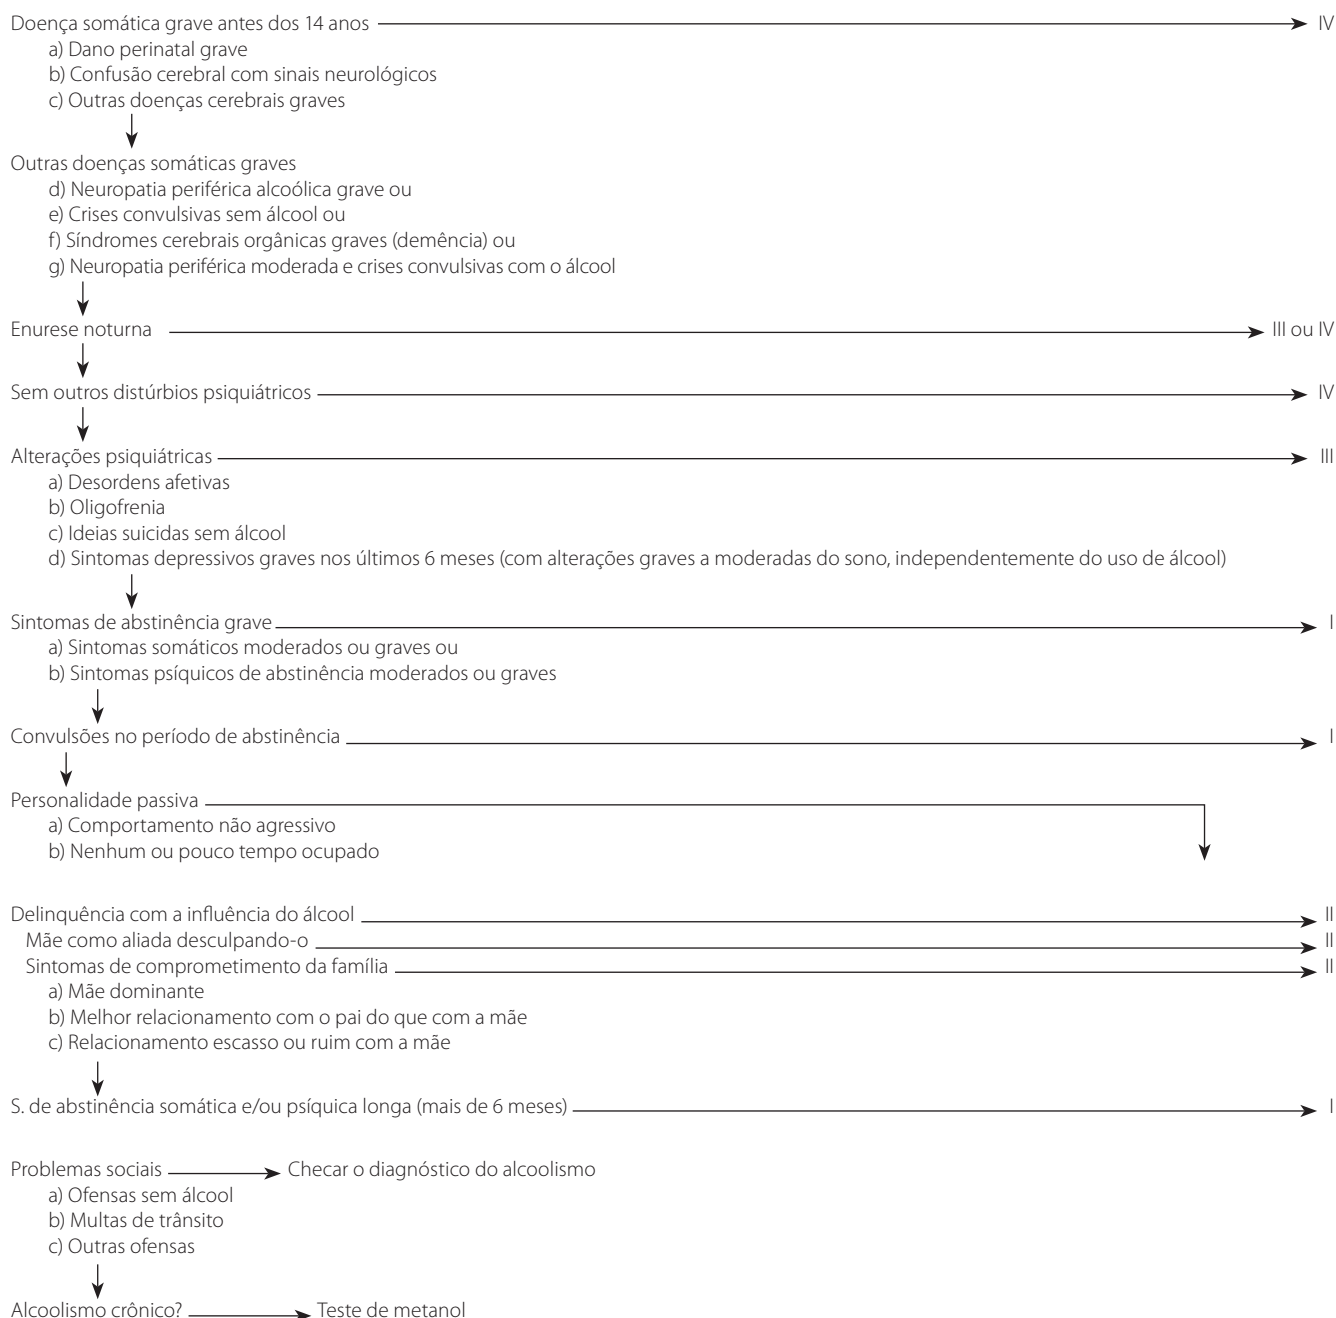 Doença somática grave antes dos 14 anos IV
a) Dano perinatal grave
b) Confusão cerebral com sinais neurológicos
c) Outras doenças cerebrais graves
Outras doenças somáticas graves
d) Neuropatia periférica alcoólica grave ou
e) Crises convulsivas sem álcool ou
f) Síndromes cerebrais orgânicas graves (demência) ou
g) Neuropatia periférica moderada e crises convulsivas com o álcool
Enurese noturna III ou IV
Sem outros distúrbios psiquiátricos IV
Alterações psiquiátricas III
a) Desordens afetivas
b) Oligofrenia
c) Ideias suicidas sem álcool
d) Sintomas depressivos graves nos últimos 6 meses (com alterações graves a moderadas do sono, independentemente do uso de álcool)
Sintomas de abstinência grave I
a) Sintomas somáticos moderados ou graves ou
b) Sintomas psíquicos de abstinência moderados ou graves
Convulsões no período de abstinência I
Personalidade passiva
a) Comportamento não agressivo
b) Nenhum ou pouco tempo ocupado
Delinquência com a influência do álcool II
Mãe como aliada desculpando-o II
Sintomas de comprometimento da família II
a) Mãe dominante
b) Melhor relacionamento com o pai do que com a mãe
c) Relacionamento escasso ou ruim com a mãe
S. de abstinência somática e/ou psíquica longa (mais de 6 meses) I
Problemas sociais Checar o diagnóstico do alcoolismo
a) Ofensas sem álcool
b) Multas de trânsito
c) Outras ofensas
Alcoolismo crônico? Teste de metanol